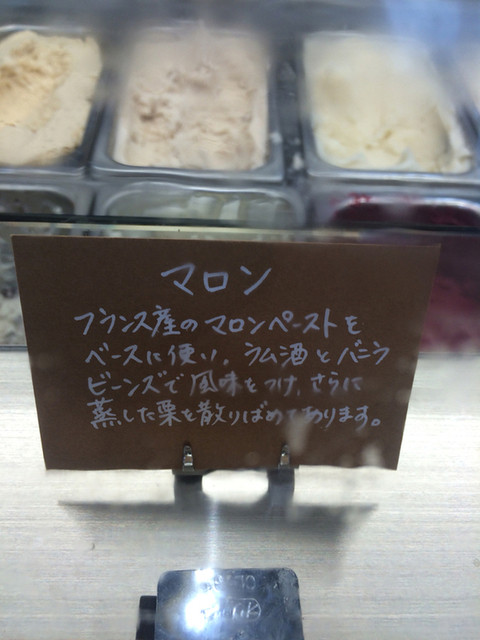 マロン
フランス産のマロンペーストを
ベースに使い、ラム酒とバニラ
ビーンズで風味をつけ、さらに
蒸した栗を散りばめてあります。